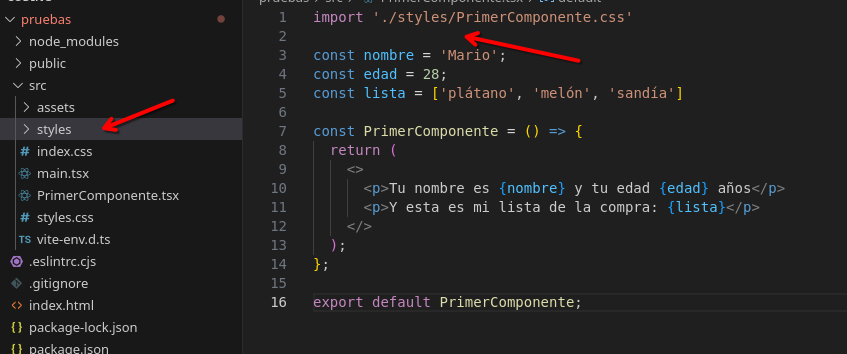 pruebas
node_modules
public
src
assets
styles
# index.css
main.tsx
PrimerComponente.tsx
# styles.css
TS vite-env.d.ts
.eslintrc.cjs
.gitignore
<> index.html
{} package-lock.json
{} package.json
1 import './styles/PrimerComponente.css'
2
3 const nombre = 'Mario';
4 const edad = 28;
5 const lista = ['plátano', 'melón', 'sandía']
6
7 const PrimerComponente = () => {
8 return (
9 <>
10 <p>Tu nombre es {nombre} y tu edad {edad} años</p>
11 <p>Y esta es mi lista de la compra: {lista}</p>
12 </>
13 );
14 };
15
16 export default PrimerComponente;